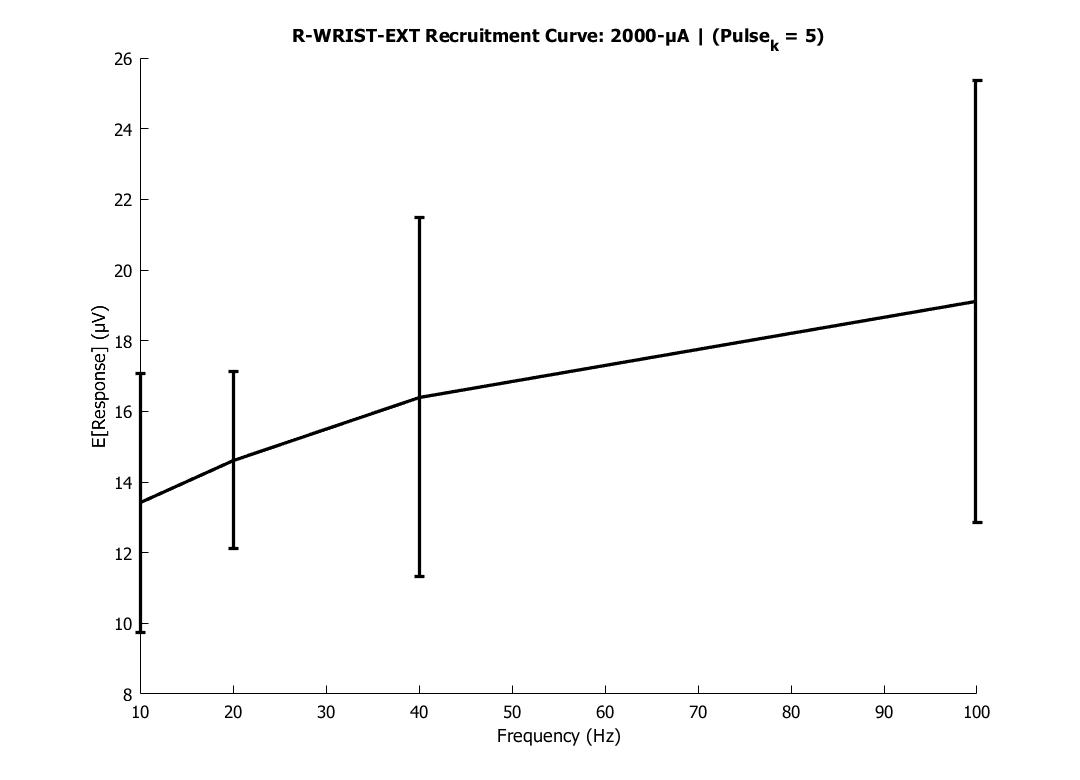 R-WRIST-EXT Recruitment Curve: 2000-µA | (Pulseₖ = 5)
26
24
22
20
18
16
14
12
10
8
E[Response] (µV)
10 20 30 40 50 60 70 80 90 100
Frequency (Hz)